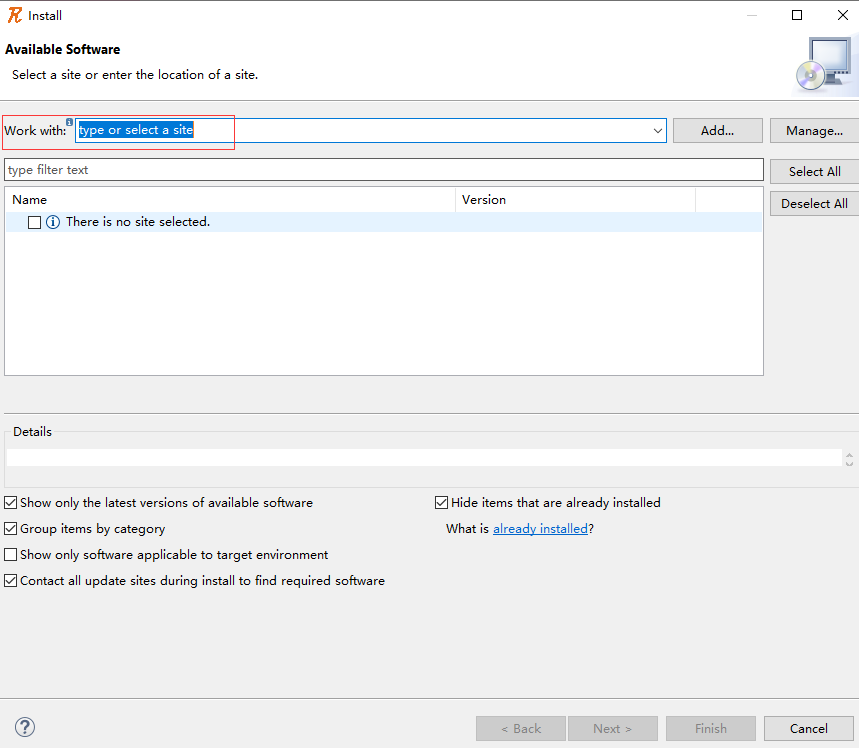 Install
Available Software
Select a site or enter the location of a site.
Work with: type or select a site Add... Manage...
type filter text Select All
Name Version Deselect All
There is no site selected.
Details
Show only the latest versions of available software Hide items that are already installed
Group items by category What is already installed?
Show only software applicable to target environment
Contact all update sites during install to find required software
? < Back Next > Finish Cancel